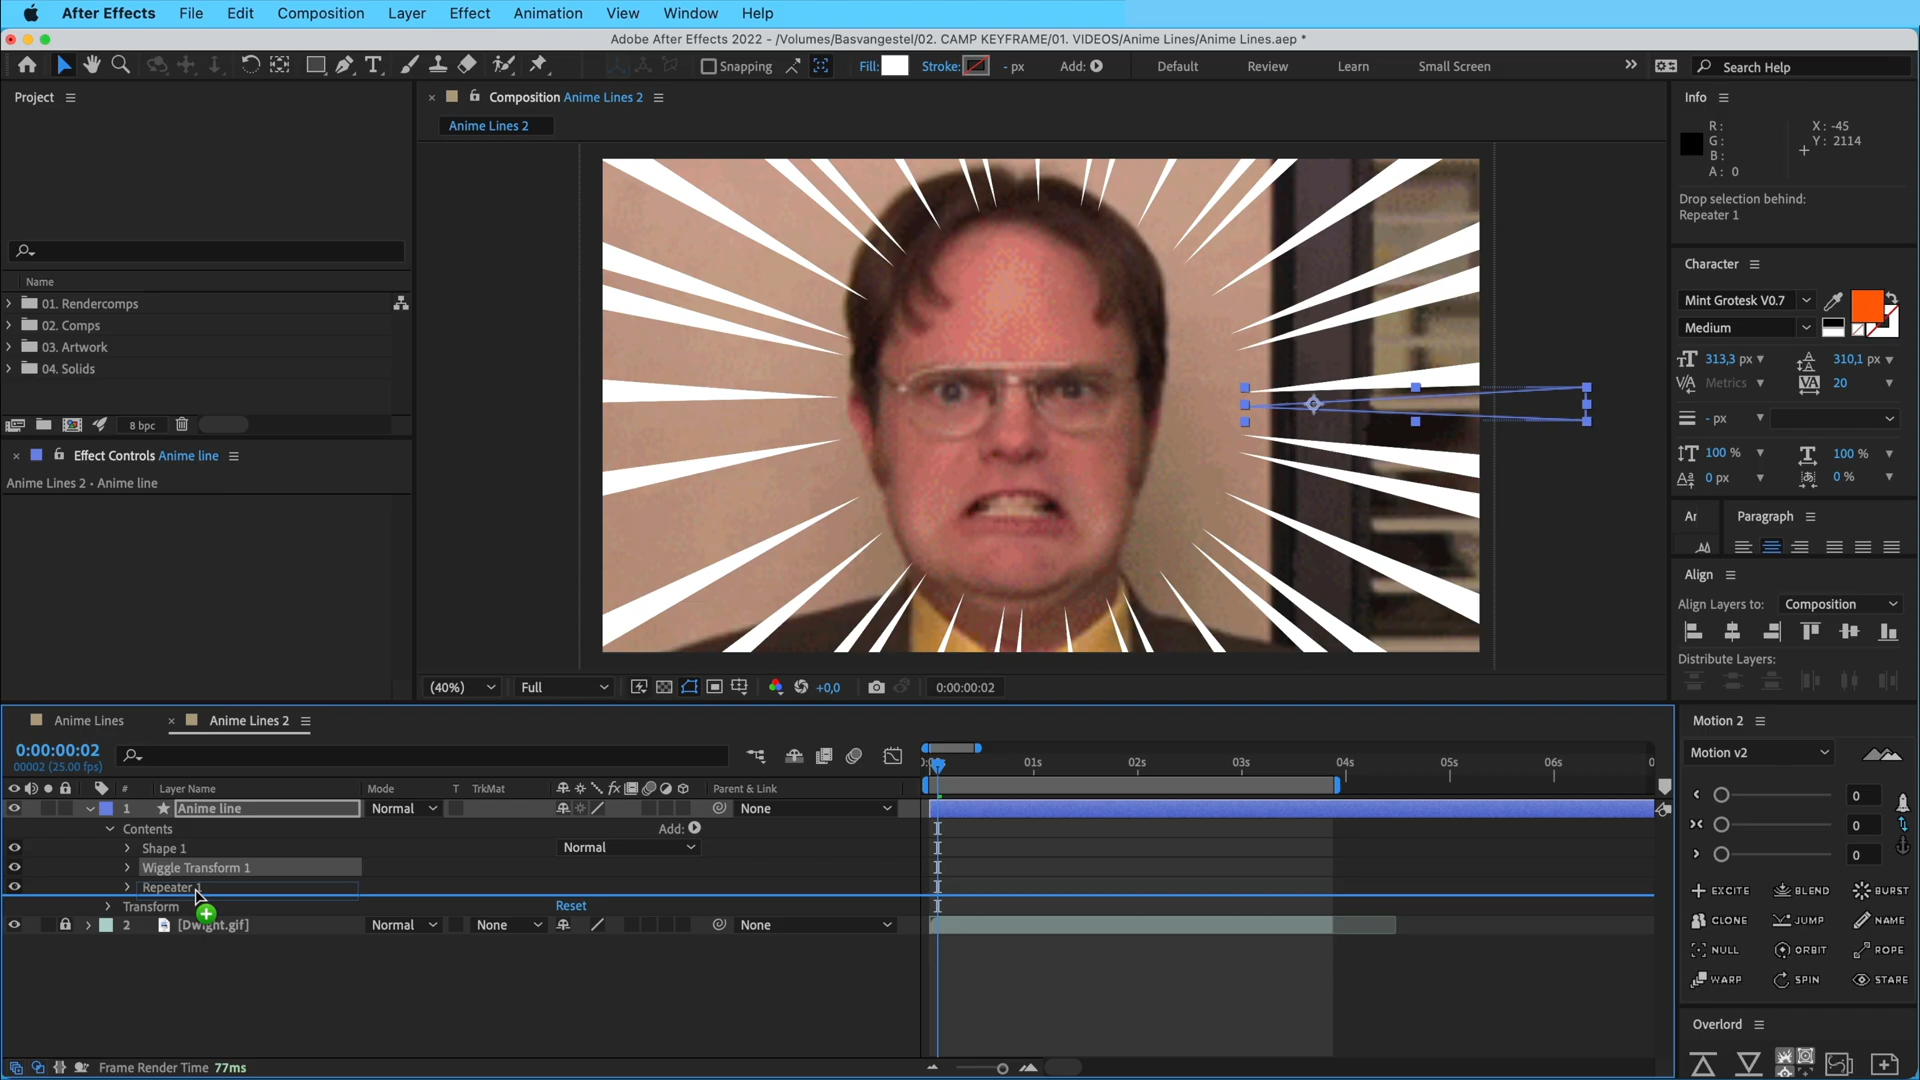 After Effects File Edit Composition Layer Effect Animation View Window Help
Adobe After Effects 2022 - /Volumes/Basvangestel/02. CAMP KEYFRAME/01. VIDEOS/Anime Lines/Anime Lines.aep *
Snapping Fill: Stroke: - px Add: Default Review Learn Small Screen Search Help
Project
Name
01. Rendercomps
02. Comps
03. Artwork
04. Solids
8 bpc
Effect Controls Anime line
Anime Lines 2 • Anime line
Composition Anime Lines 2
Anime Lines 2
(40%) Full +0,0 0:00:00:02
Info
R: X: -45
G: Y: 2114
B:
A: 0
Drop selection behind:
Repeater 1
Character
Mint Grotesk V0.7
Medium
313,3 px 310,1 px
Metrics 20
- px
100 % 100 %
0 px 0 %
Paragraph
Align
Align Layers to: Composition
Distribute Layers:
Anime Lines Anime Lines 2
0:00:00:02
00002 (25.00 fps)
# Layer Name Mode T TrkMat Parent & Link
01s 02s 03s 04s 05s 06s
1 Anime line Normal None
Contents Add:
Shape 1 Normal
Wiggle Transform 1
Repeater 1
Transform Reset
2 [Dwight.gif] Normal None None
Frame Render Time 77ms
Motion 2
Motion v2
0
0
0
EXCITE BLEND BURST
CLONE JUMP NAME
NULL ORBIT ROPE
WARP SPIN STARE
Overlord